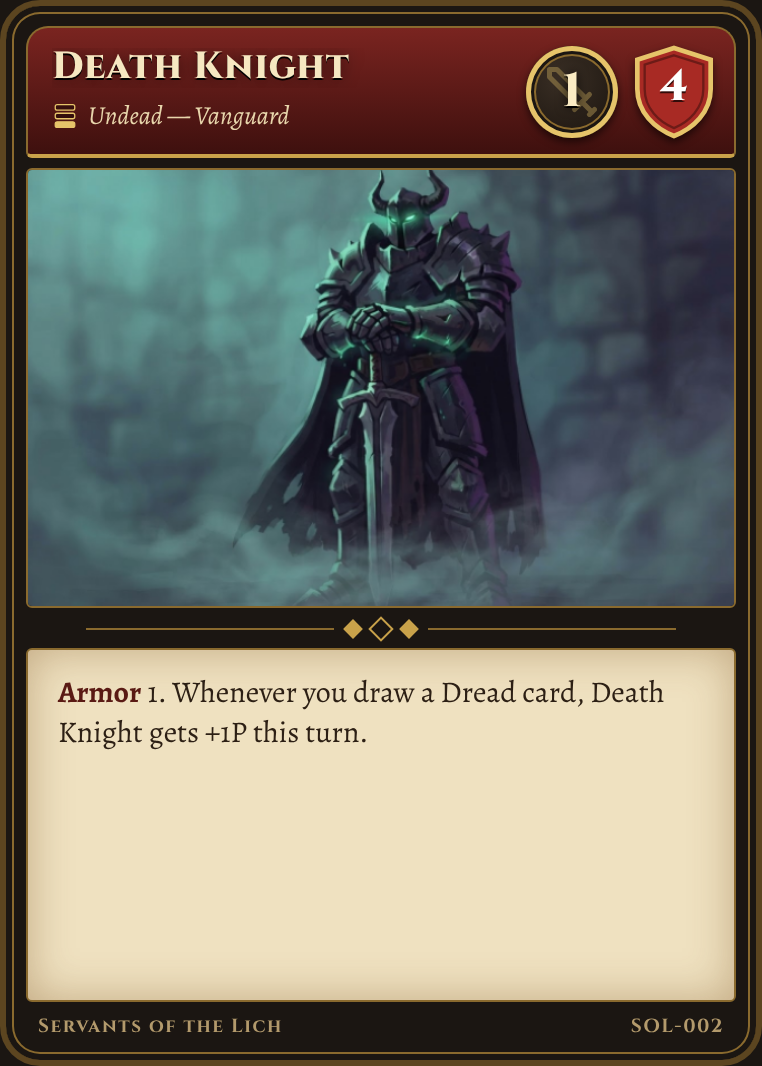 Death Knight
1
4
Undead — Vanguard
Armor 1. Whenever you draw a Dread card, Death
Knight gets +1P this turn.
Servants of the Lich
SOL-002